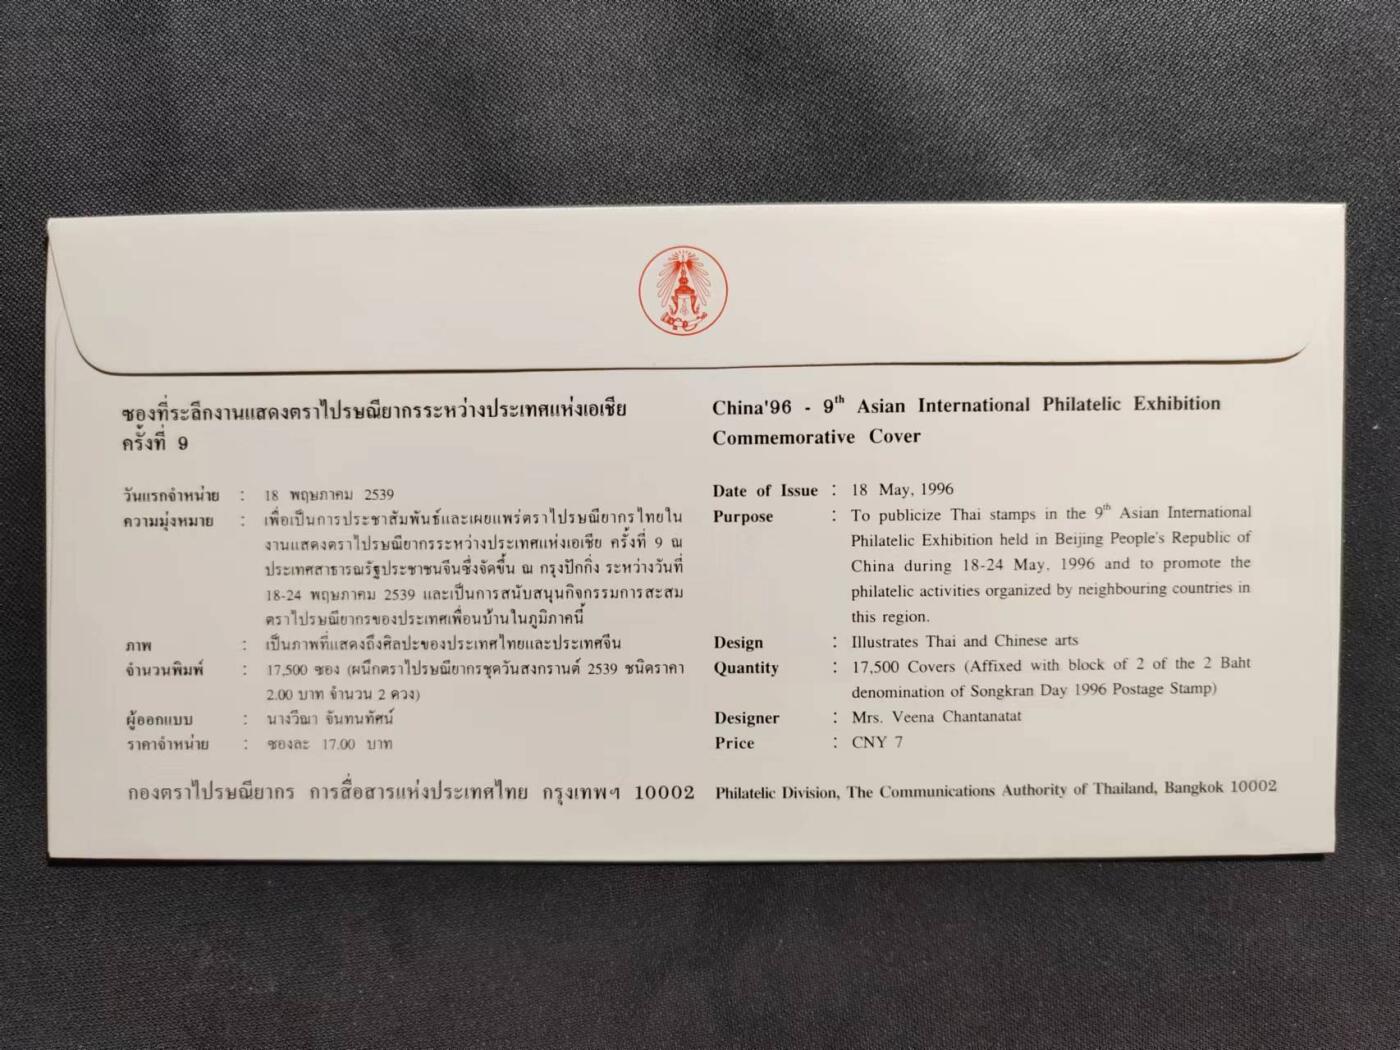 ซองที่ระลึกงานแสดงตราไปรษณียากรระหว่างประเทศแห่งเอเชีย
ครั้งที่ 9
วันแรกจำหน่าย : 18 พฤษภาคม 2539
ความมุ่งหมาย : เพื่อเป็นการประชาสัมพันธ์และเผยแพร่ตราไปรษณียากรไทยใน
งานแสดงตราไปรษณียากรระหว่างประเทศแห่งเอเชีย ครั้งที่ 9 ณ
ประเทศสาธารณรัฐประชาชนจีนซึ่งจัดขึ้น ณ กรุงปักกิ่ง ระหว่างวันที่
18-24 พฤษภาคม 2539 และเป็นการสนับสนุนกิจกรรมการสะสม
ตราไปรษณียากรของประเทศเพื่อนบ้านในภูมิภาคนี้
ภาพ : เป็นภาพที่แสดงถึงศิลปะของประเทศไทยและประเทศจีน
จำนวนพิมพ์ : 17,500 ซอง (ผนึกตราไปรษณียากรชุดวันสงกรานต์ 2539 ชนิดราคา
2.00 บาท จำนวน 2 ดวง)
ผู้ออกแบบ : นางวีณา จันทนทัศน์
ราคาจำหน่าย : ซองละ 17.00 บาท
กองตราไปรษณียากร การสื่อสารแห่งประเทศไทย กรุงเทพฯ 10002
China'96 - 9th Asian International Philatelic Exhibition
Commemorative Cover
Date of Issue : 18 May, 1996
Purpose : To publicize Thai stamps in the 9th Asian International
Philatelic Exhibition held in Beijing People's Republic of
China during 18-24 May, 1996 and to promote the
philatelic activities organized by neighbouring countries in
this region.
Design : Illustrates Thai and Chinese arts
Quantity : 17,500 Covers (Affixed with block of 2 of the 2 Baht
denomination of Songkran Day 1996 Postage Stamp)
Designer : Mrs. Veena Chantanatat
Price : CNY 7
Philatelic Division, The Communications Authority of Thailand, Bangkok 10002